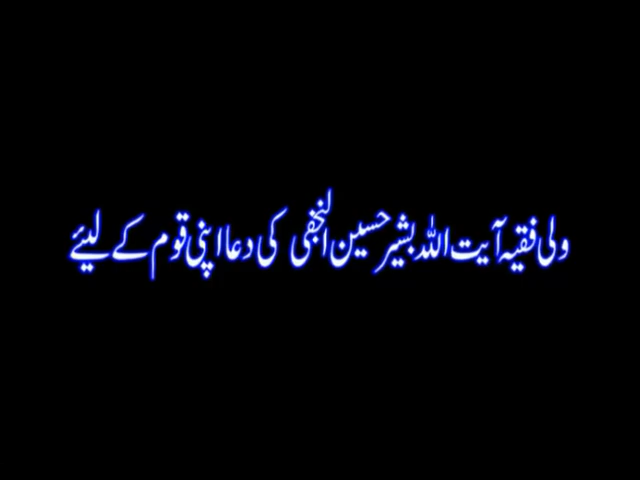 ولی فقیہ آیت اللہ بشیر حسین النجفی کی دعا اپنی قوم کے لیئے